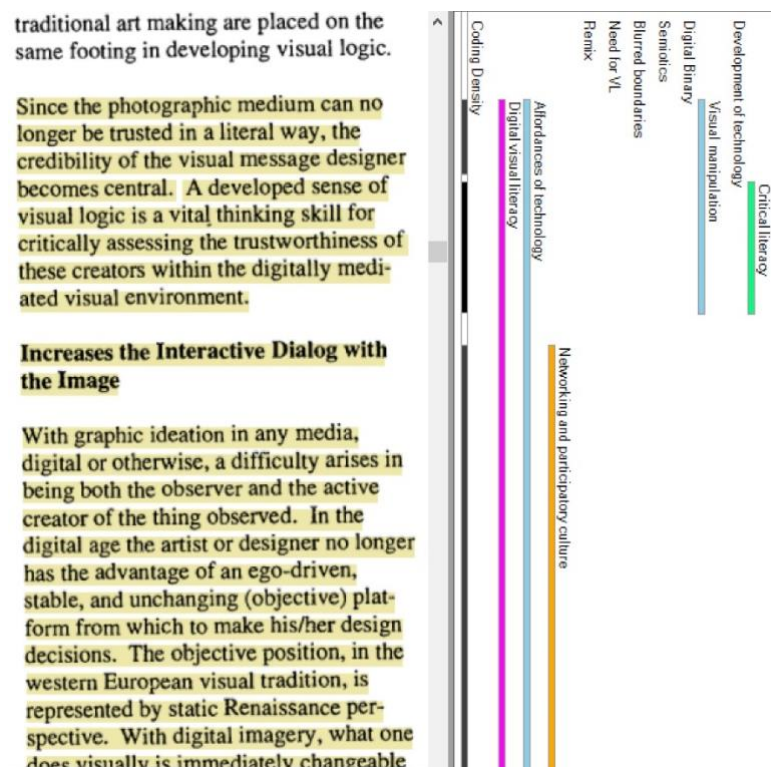 traditional art making are placed on the
same footing in developing visual logic.
Since the photographic medium can no
longer be trusted in a literal way, the
credibility of the visual message designer
becomes central. A developed sense of
visual logic is a vital thinking skill for
critically assessing the trustworthiness of
these creators within the digitally medi-
ated visual environment.
Increases the Interactive Dialog with
the Image
With graphic ideation in any media,
digital or otherwise, a difficulty arises in
being both the observer and the active
creator of the thing observed. In the
digital age the artist or designer no longer
has the advantage of an ego-driven,
stable, and unchanging (objective) plat-
form from which to make his/her design
decisions. The objective position, in the
western European visual tradition, is
represented by static Renaissance per-
spective. With digital imagery, what one
does visually is immediately changeable
Critical literacy
Development of technology
Visual manipulation
Digital Binary
Semiotics
Blurred boundaries
Need for VL
Remix
Networking and participatory culture
Affordances of technology
Digital visual literacy
Coding Density